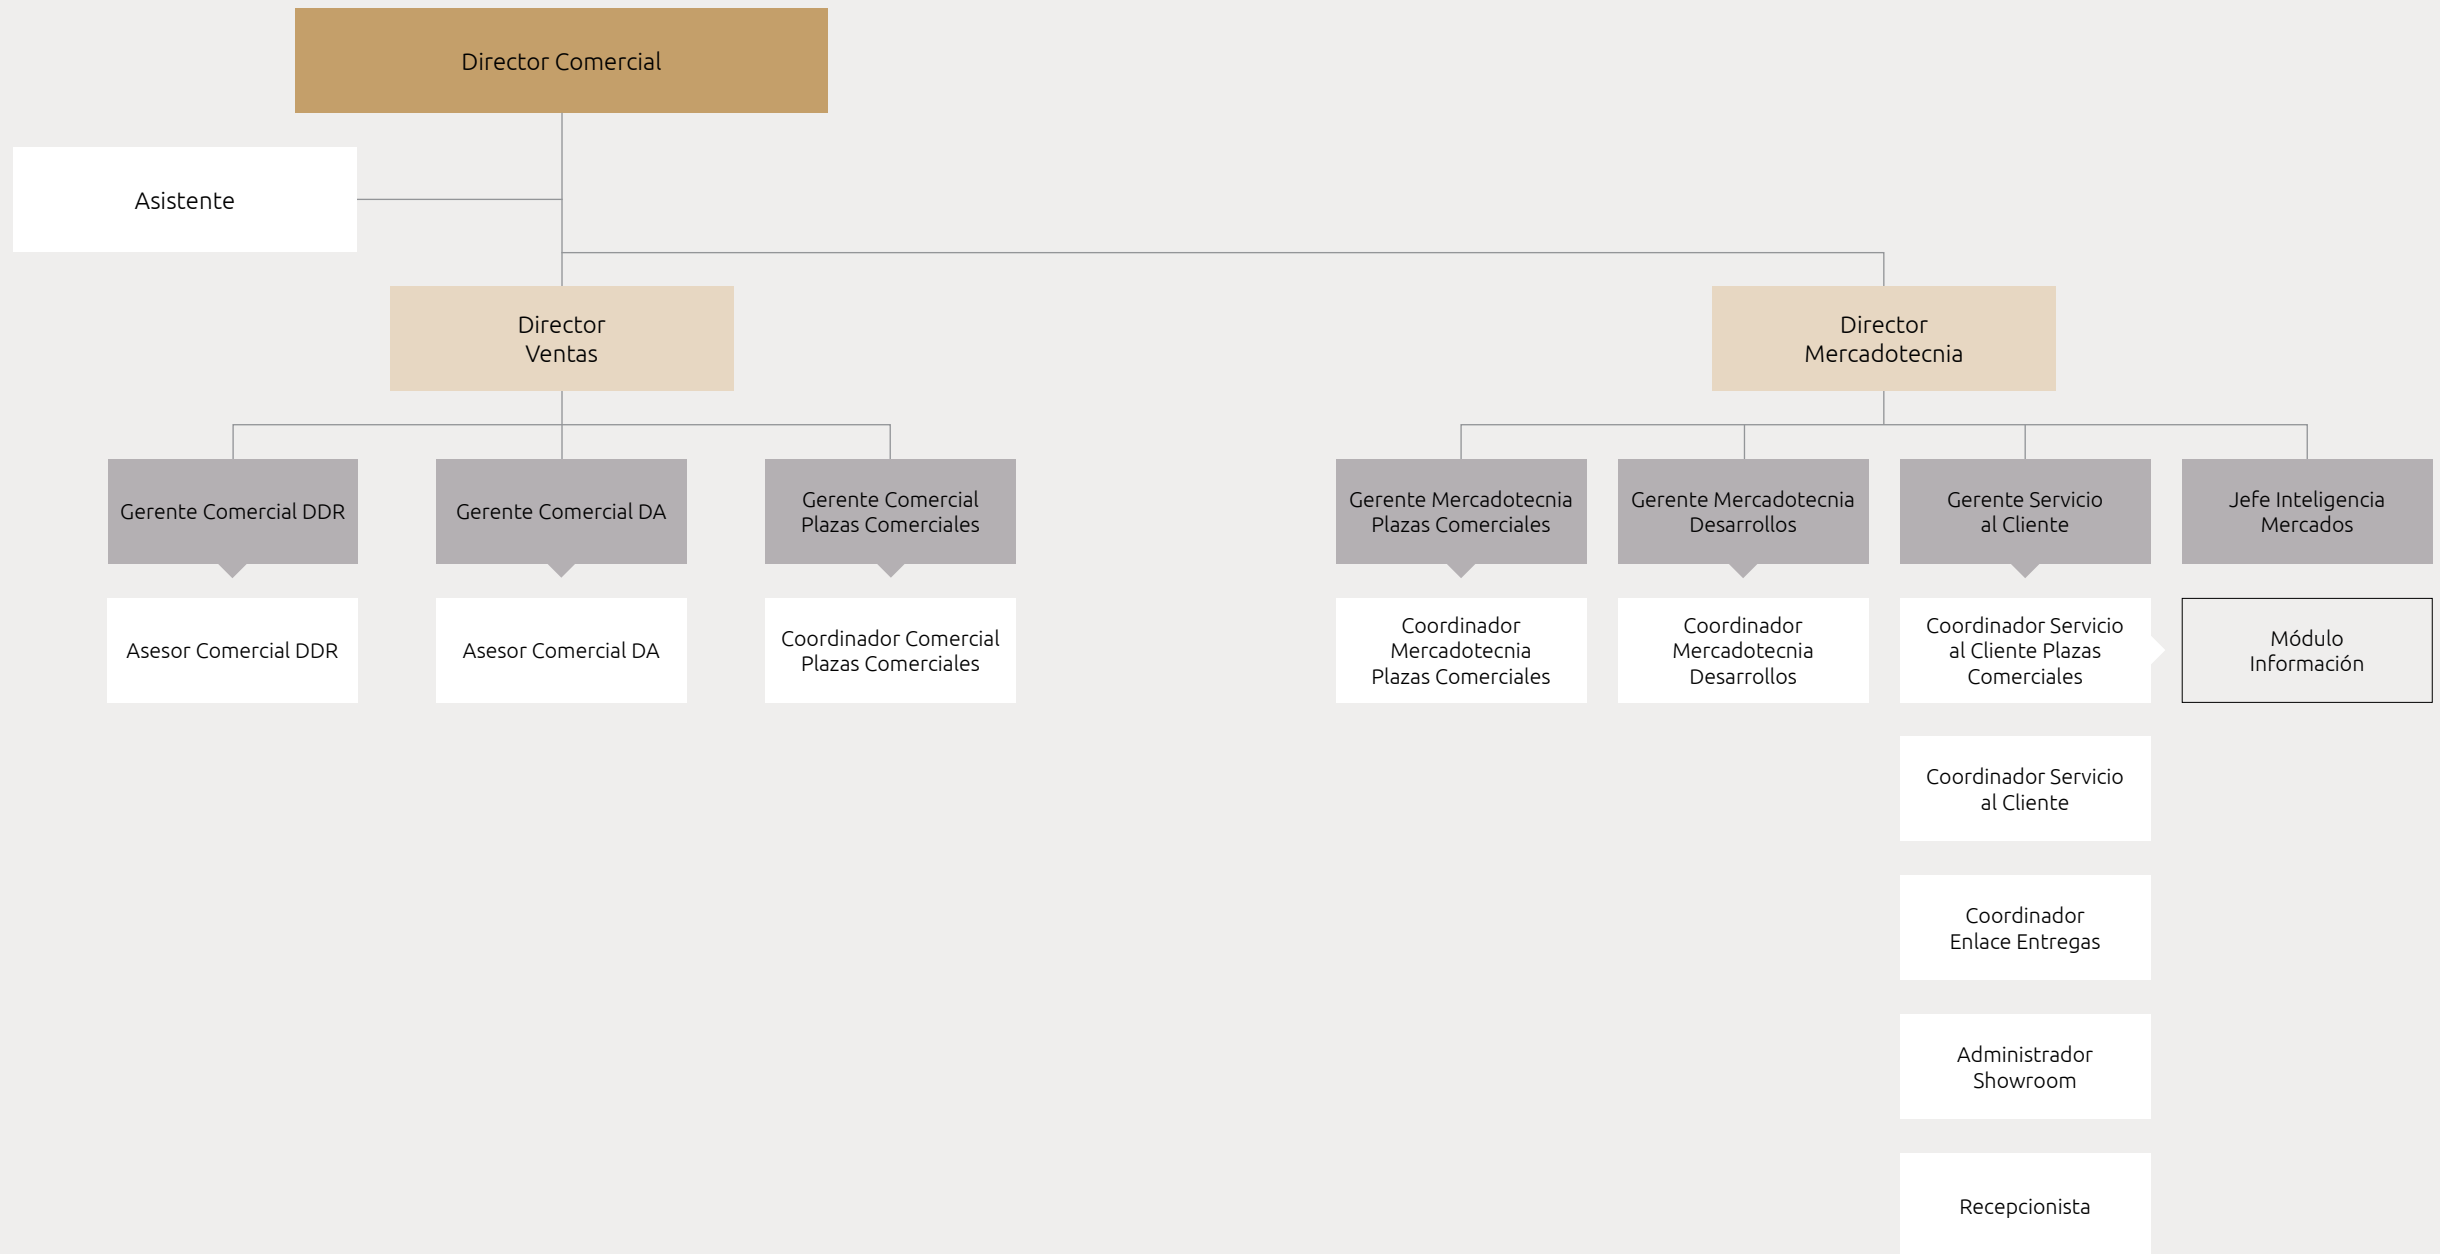 Director Comercial
Asistente
Director
Ventas
Director
Mercadotecnia
Gerente Comercial DDR
Gerente Comercial DA
Gerente Comercial
Plazas Comerciales
Gerente Mercadotecnia
Plazas Comerciales
Gerente Mercadotecnia
Desarrollos
Gerente Servicio
al Cliente
Jefe Inteligencia
Mercados
Asesor Comercial DDR
Asesor Comercial DA
Coordinador Comercial
Plazas Comerciales
Coordinador
Mercadotecnia
Plazas Comerciales
Coordinador
Mercadotecnia
Desarrollos
Coordinador Servicio
al Cliente Plazas
Comerciales
Módulo
Información
Coordinador Servicio
al Cliente
Coordinador
Enlace Entregas
Administrador
Showroom
Recepcionista